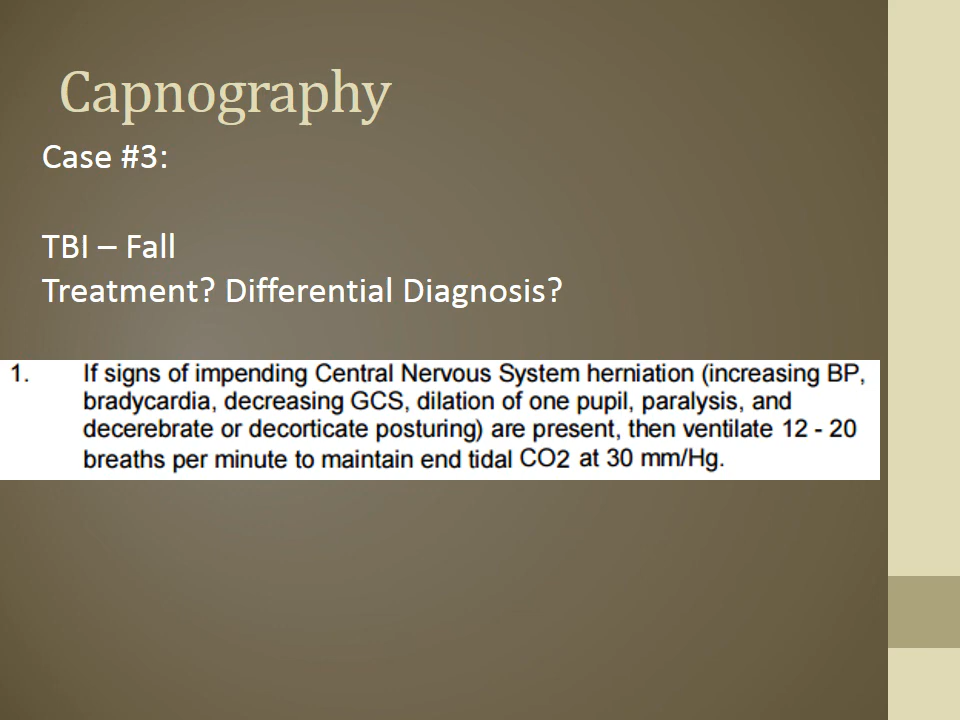 Capnography
Case #3:
TBI – Fall
Treatment? Differential Diagnosis?
1. If signs of impending Central Nervous System herniation (increasing BP,
bradycardia, decreasing GCS, dilation of one pupil, paralysis, and
decerebrate or decorticate posturing) are present, then ventilate 12 - 20
breaths per minute to maintain end tidal CO2 at 30 mm/Hg.